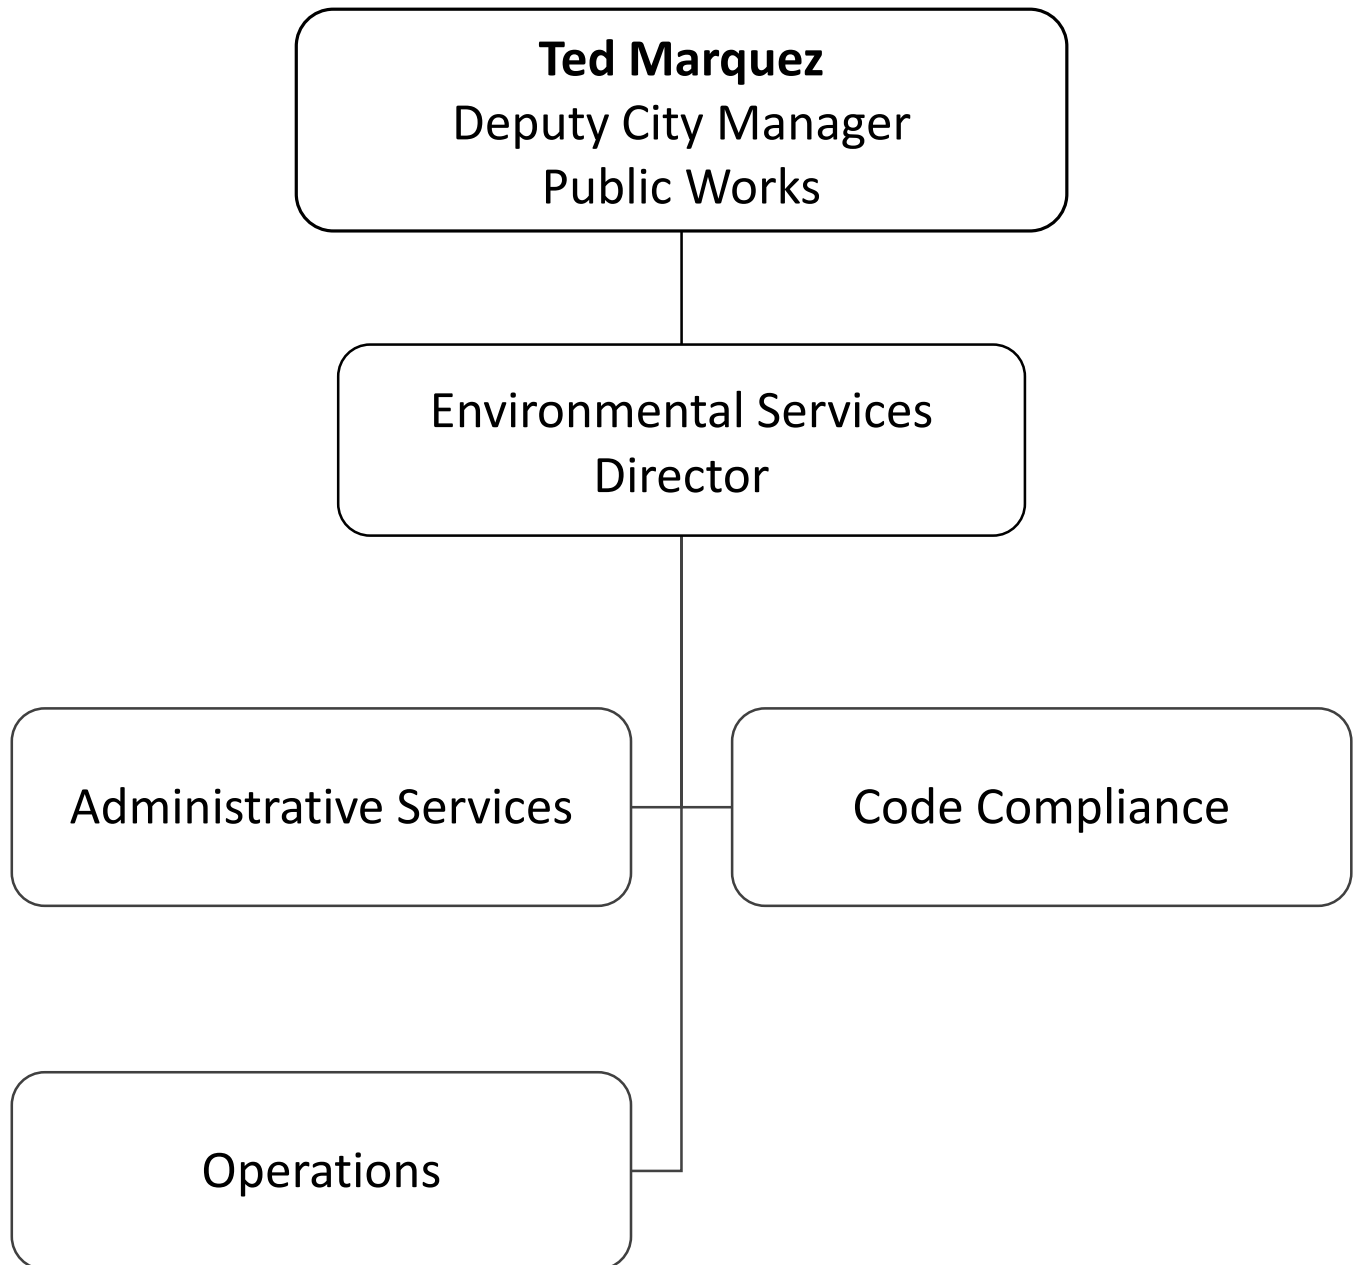 Ted Marquez
Deputy City Manager
Public Works
Environmental Services
Director
Administrative Services
Code Compliance
Operations